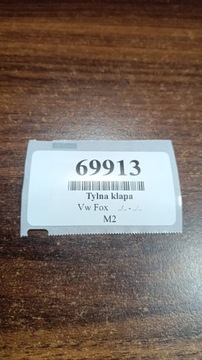 69913
Tylna klapa
Vw Fox ./.. - ./..
M2